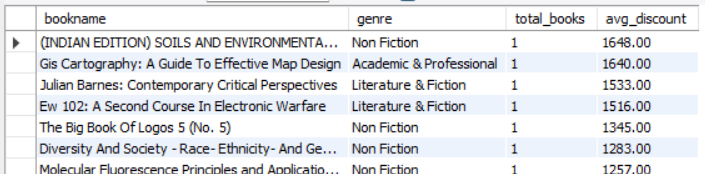 bookname genre total_books avg_discount
(INDIAN EDITION) SOILS AND ENVIRONMENTA... Non Fiction 1 1648.00
Gis Cartography: A Guide To Effective Map Design Academic & Professional 1 1640.00
Julian Barnes: Contemporary Critical Perspectives Literature & Fiction 1 1533.00
Ew 102: A Second Course In Electronic Warfare Literature & Fiction 1 1516.00
The Big Book Of Logos 5 (No. 5) Non Fiction 1 1345.00
Diversity And Society - Race- Ethnicity- And Ge... Non Fiction 1 1283.00
Molecular Fluorescence Principles and Applicatio... Non Fiction 1 1257.00